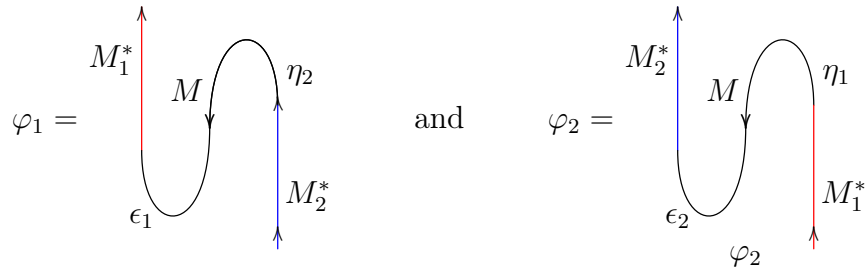 M_1^* M η_2
φ_1 = ε_1 M_2^*
and
M_2^* M η_1
φ_2 = ε_2 M_1^*
φ_2